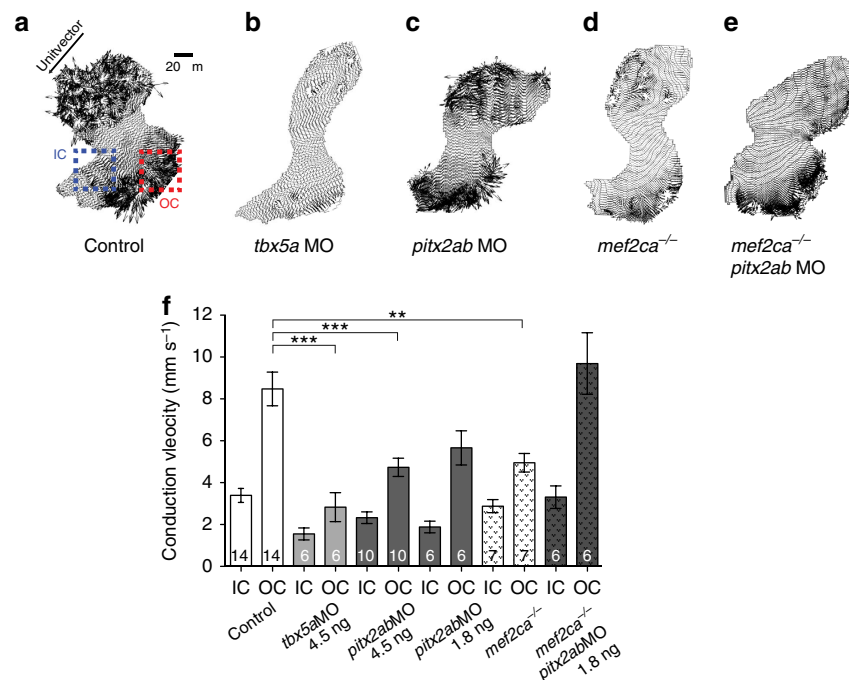 a b c d e
Unitvector
20 m
IC
OC
Control
tbx5a MO
pitx2ab MO
mef2ca−/−
mef2ca−/−
pitx2ab MO
f
Conduction vleocity (mm s−1)
12
10
8
6
4
2
0
** 
***
***
14 14 6 6 10 10 6 6 7 7 6 6
IC OC IC OC IC OC IC OC IC OC IC OC
Control
tbx5aMO
4.5 ng
pitx2abMO
4.5 ng
pitx2abMO
1.8 ng
mef2ca−/−
mef2ca−/−
pitx2abMO
1.8 ng